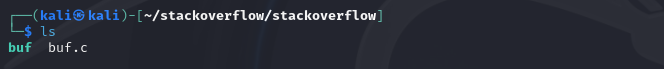 ┌──(kali㉿kali)-[~/stackoverflow/stackoverflow]
└─$ ls
buf  buf.c